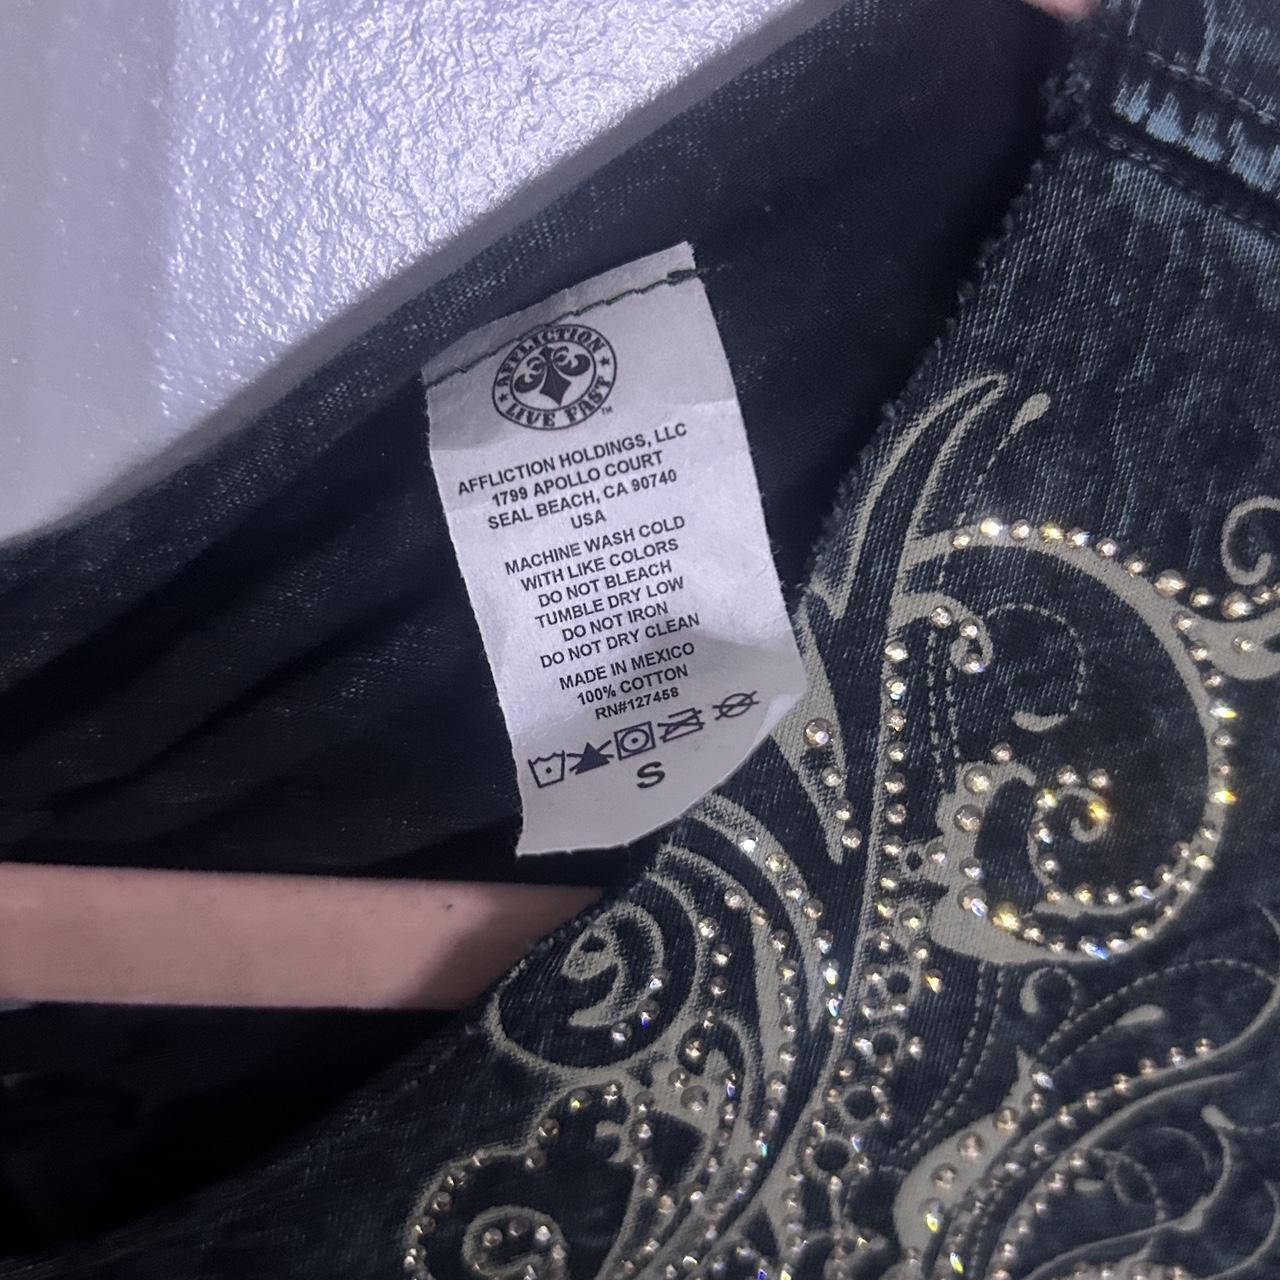 AFFLICTION
LIVE FAST™
AFFLICTION HOLDINGS, LLC
1799 APOLLO COURT
SEAL BEACH, CA 90740
USA
MACHINE WASH COLD
WITH LIKE COLORS
DO NOT BLEACH
TUMBLE DRY LOW
DO NOT IRON
DO NOT DRY CLEAN
MADE IN MEXICO
100% COTTON
RN#127458
S